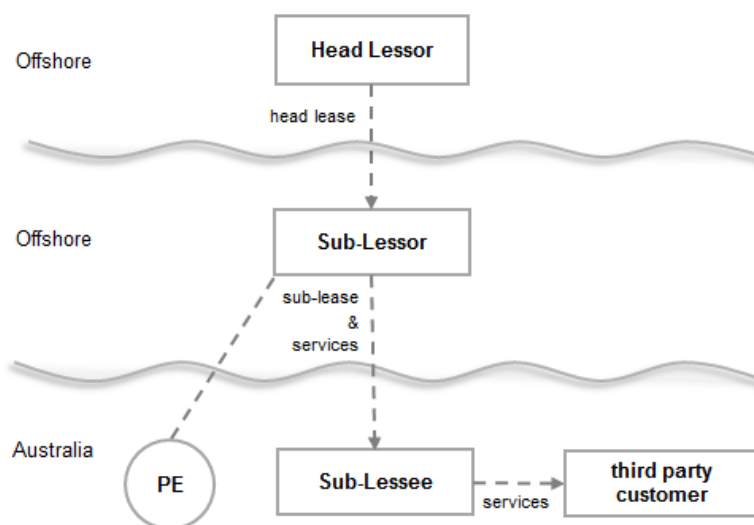 Head Lessor
Offshore
head lease
Offshore
Sub-Lessor
sub-lease
&
services
Australia
PE
Sub-Lessee
services
third party
customer